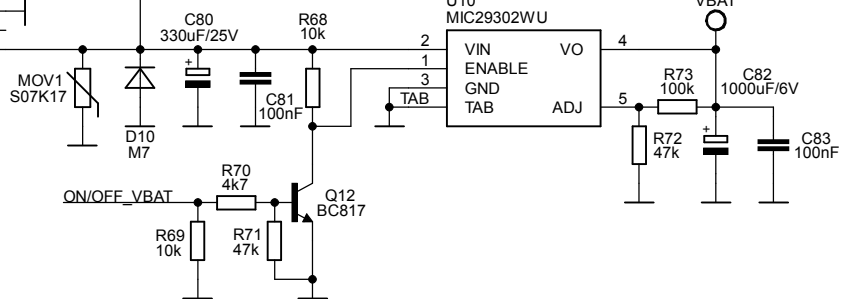 U10
MIC29302WU
VBAT
C80
330uF/25V
R68
10k
2
VIN
VO
4
1
ENABLE
3
GND
TAB
TAB
ADJ
5
R73
100k
C82
1000uF/6V
MOV1
S07K17
+
C81
100nF
D10
M7
R72
47k
+
C83
100nF
R70
4k7
ON/OFF_VBAT
Q12
BC817
R69
10k
R71
47k